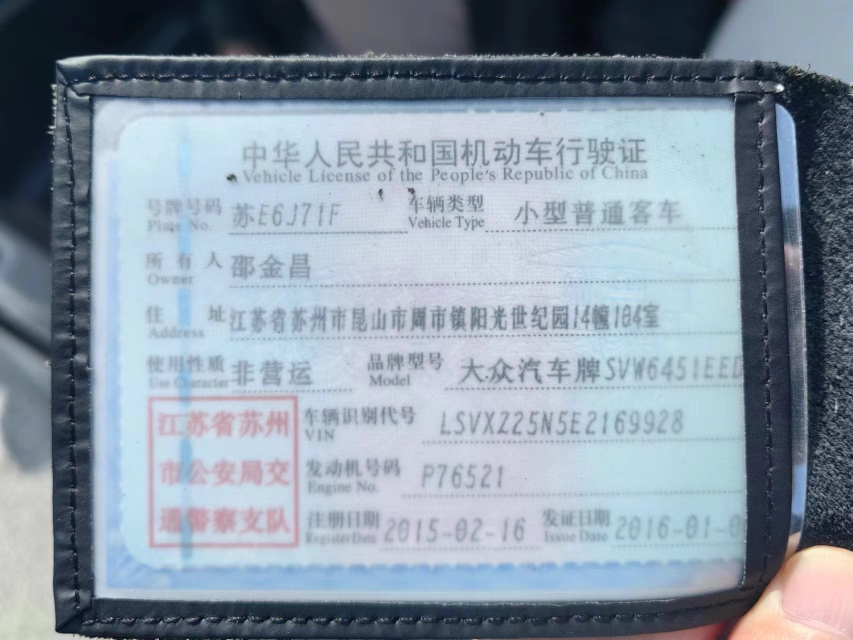 中华人民共和国机动车行驶证
Vehicle License of the People's Republic of China
号牌号码 苏E6J71F 车辆类型 小型普通客车
Plate No. Vehicle Type
所有人 邵金昌
Owner
住址 江苏省苏州市昆山市周市镇阳光世纪园14幢184室
Address
使用性质 非营运 品牌型号 大众汽车牌SVW6451EED
Use Character Model
江苏省苏州 车辆识别代号 LSVXZ25N5E2169928
VIN
市公安局交 发动机号码 P76521
Engine No.
通警察支队 注册日期 2015-02-16 发证日期 2016-01-0
Register Date Issue Date